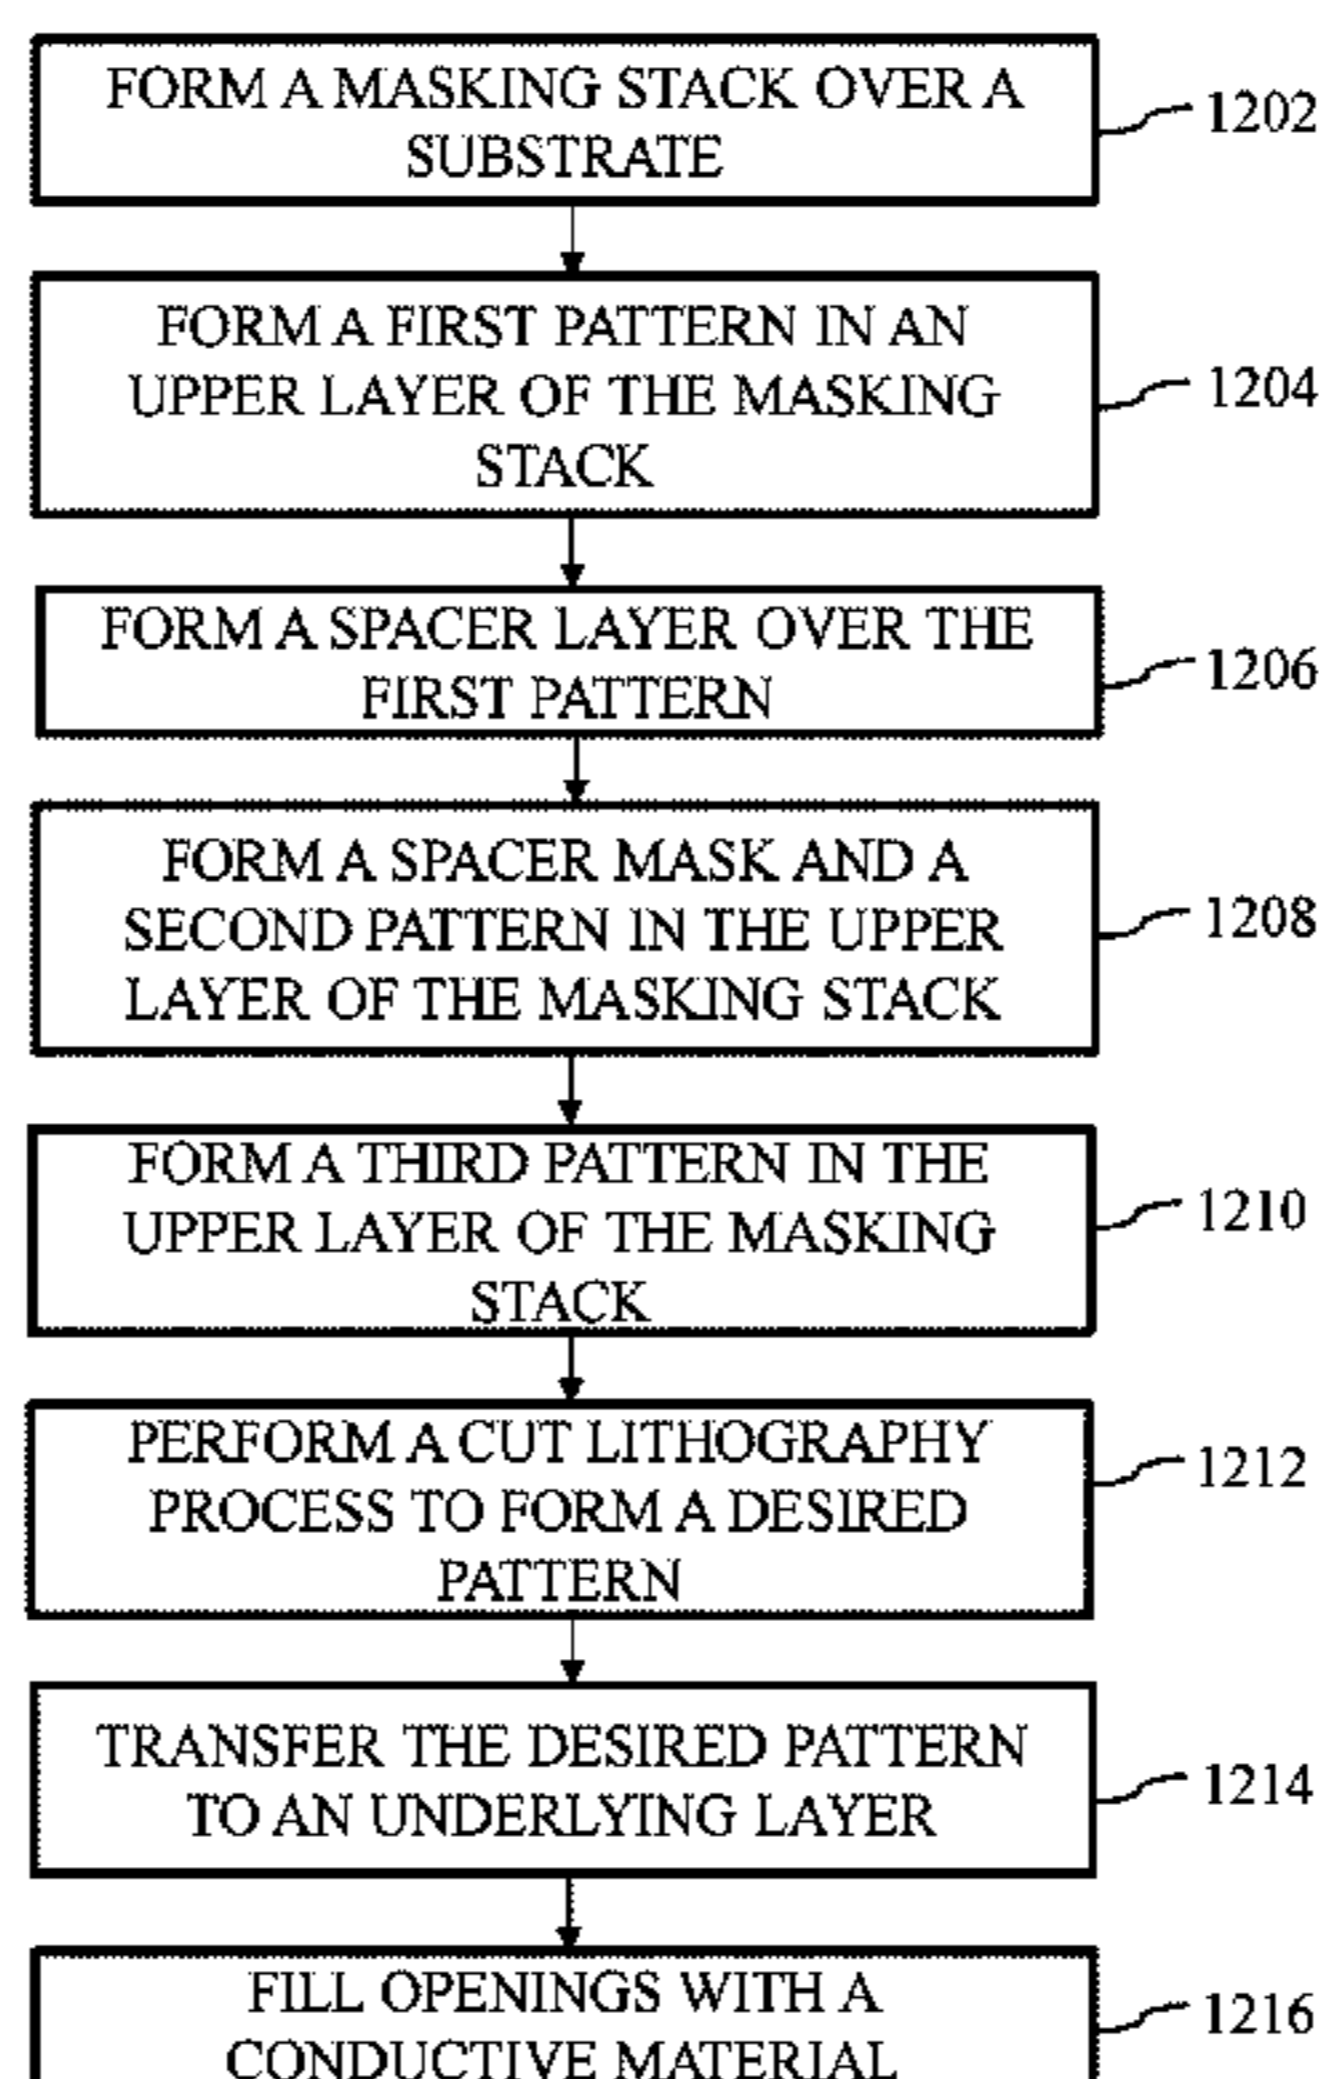 FORM A MASKING STACK OVER A
SUBSTRATE
1202
FORM A FIRST PATTERN IN AN
UPPER LAYER OF THE MASKING
STACK
1204
FORM A SPACER LAYER OVER THE
FIRST PATTERN
1206
FORM A SPACER MASK AND A
SECOND PATTERN IN THE UPPER
LAYER OF THE MASKING STACK
1208
FORM A THIRD PATTERN IN THE
UPPER LAYER OF THE MASKING
STACK
1210
PERFORM A CUT LITHOGRAPHY
PROCESS TO FORM A DESIRED
PATTERN
1212
TRANSFER THE DESIRED PATTERN
TO AN UNDERLYING LAYER
1214
FILL OPENINGS WITH A
CONDUCTIVE MATERIAL
1216